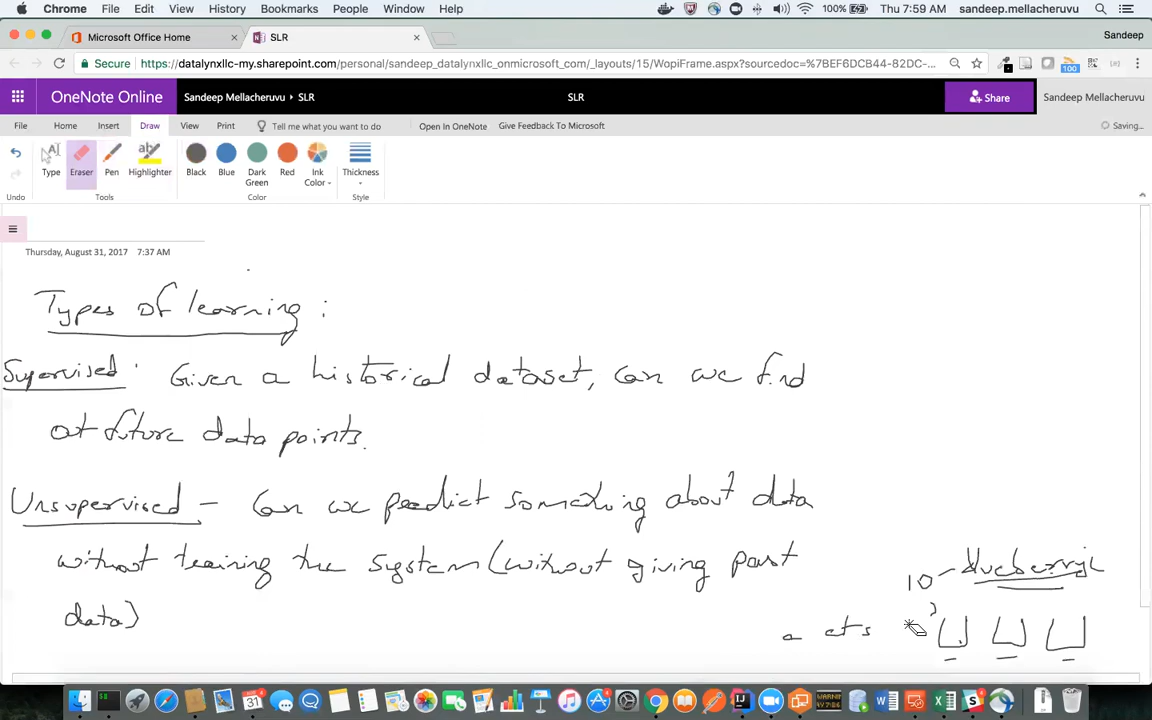 Chrome File Edit View History Bookmarks People Window Help 100% Thu 7:59 AM sandeep.mellacheruvu
Microsoft Office Home SLR Sandeep
Secure https://datalynxllc-my.sharepoint.com/personal/sandeep_datalynxllc_onmicrosoft_com/_layouts/15/WopiFrame.aspx?sourcedoc=%7BEF6DCB44-82DC-... 100
OneNote Online Sandeep Mellacheruvu SLR SLR Share Sandeep Mellacheruvu
File Home Insert Draw View Print Tell me what you want to do Open In OneNote Give Feedback To Microsoft Saving...
Undo Type Eraser Pen Highlighter Black Blue Dark Green Red Ink Color Thickness
Undo Tools Color Style
Thursday, August 31, 2017 7:37 AM
Types of learning :
Supervised : Given a historical dataset, can we find
out future data points.
Unsupervised - Can we predict something about data
without training the system (without giving past
data)
10 -
31